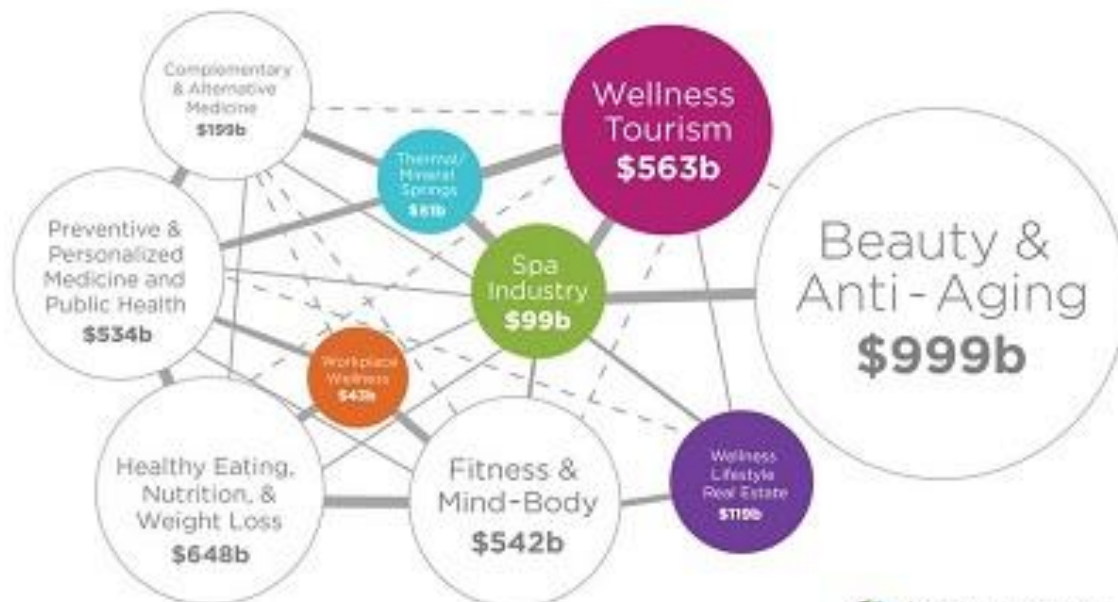 Complementary
& Alternative
Medicine
$199b
Wellness
Tourism
$563b
Thermal/
Mineral
Springs
$51b
Preventive &
Personalized
Medicine and
Public Health
$534b
Spa
Industry
$99b
Beauty &
Anti-Aging
$999b
Workplace
Wellness
$43b
Healthy Eating,
Nutrition, &
Weight Loss
$648b
Fitness &
Mind-Body
$542b
Wellness
Lifestyle
Real Estate
$119b